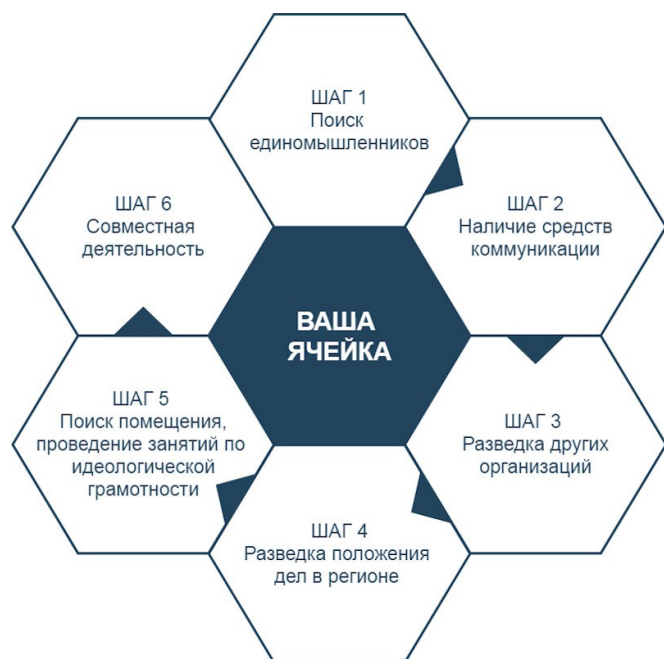 ШАГ 1
Поиск
единомышленников
ШАГ 2
Наличие средств
коммуникации
ШАГ 3
Разведка других
организаций
ШАГ 4
Разведка положения
дел в регионе
ШАГ 5
Поиск помещения,
проведение занятий по
идеологической
грамотности
ШАГ 6
Совместная
деятельность
ВАША
ЯЧЕЙКА